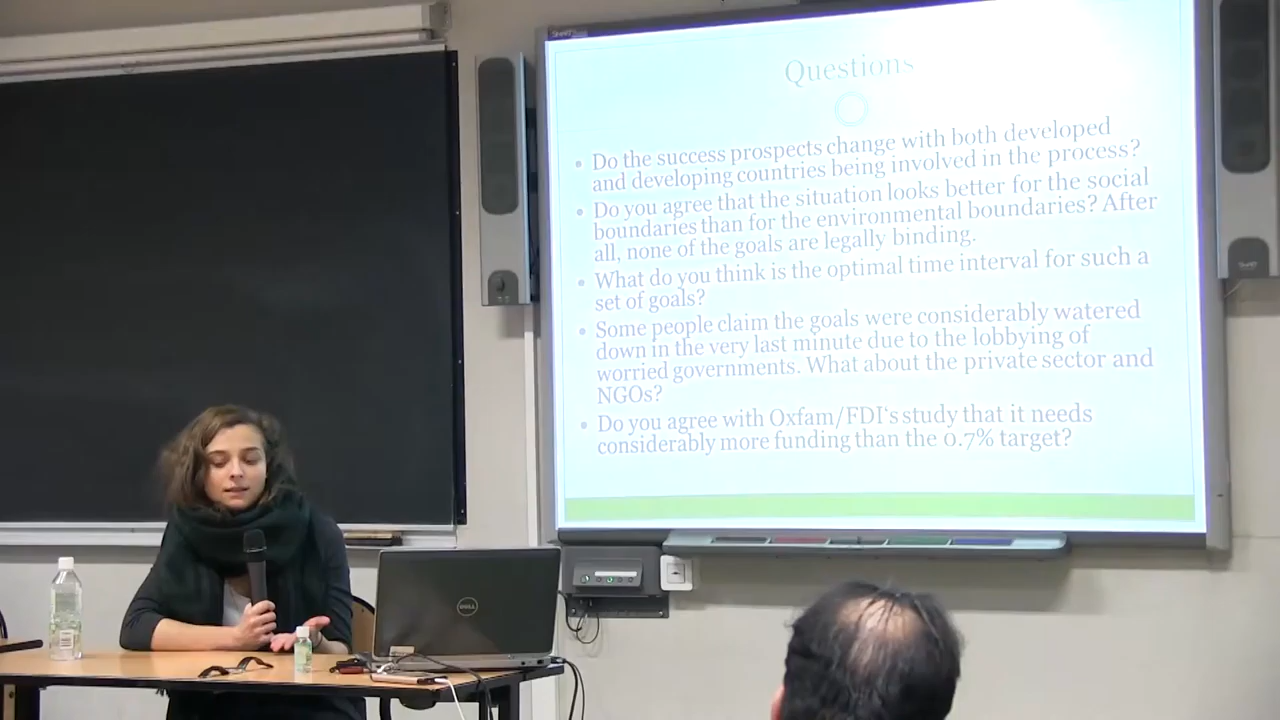 SMART
Questions
Do the success prospects change with both developed
and developing countries being involved in the process?
Do you agree that the situation looks better for the social
boundaries than for the environmental boundaries? After
all, none of the goals are legally binding.
What do you think is the optimal time interval for such a
set of goals?
Some people claim the goals were considerably watered
down in the very last minute due to the lobbying of
worried governments. What about the private sector and
NGOs?
Do you agree with Oxfam/FDI‘s study that it needs
considerably more funding than the 0.7% target?
DELL